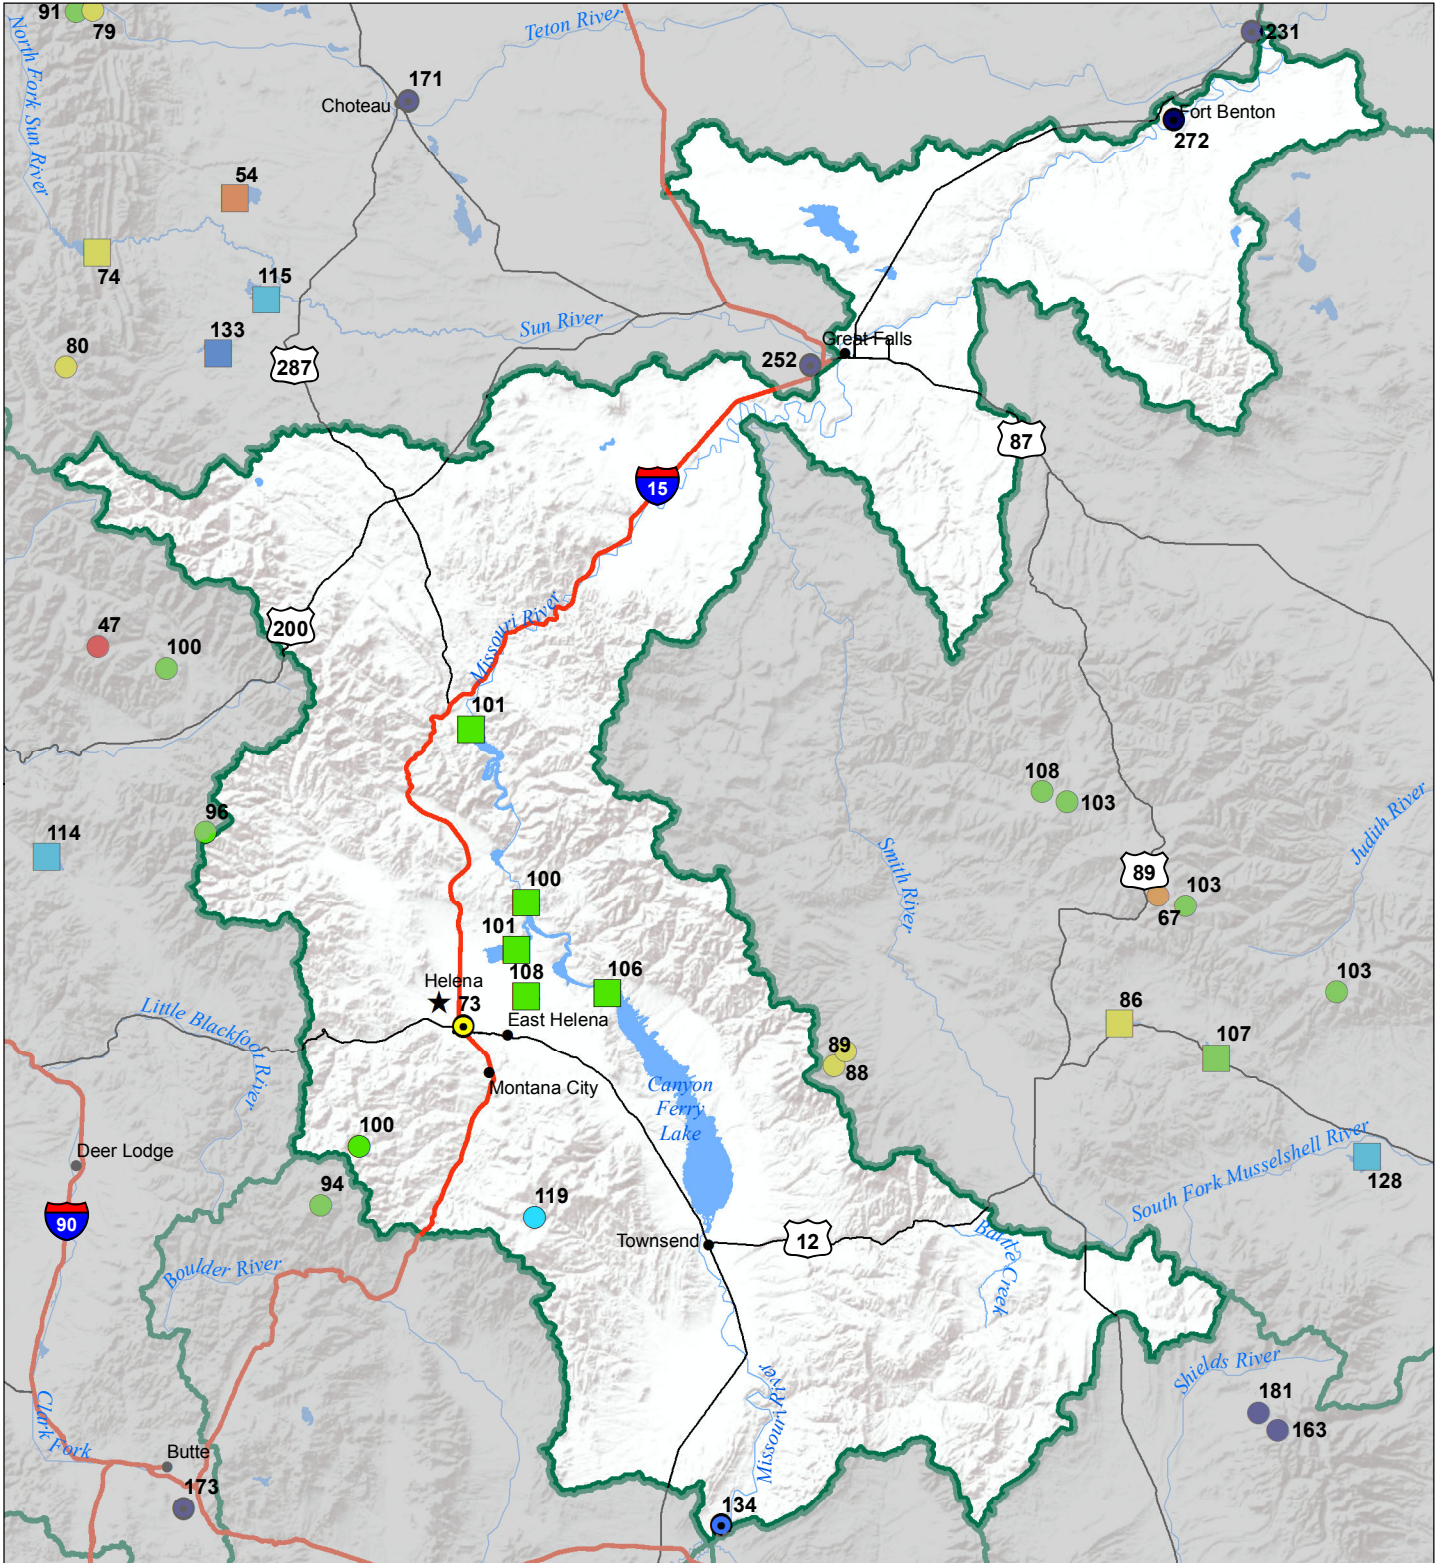 91
79
North Fork Sun River
Teton River
231
171
Choteau
Fort Benton
272
54
74
115
Sun River
133
80
287
Great Falls
252
87
15
200
47
100
Missouri River
101
108
103
Judith River
96
114
Smith River
89
103
67
100
101
108
106
Helena
73
East Helena
103
86
107
Little Blackfoot River
89
88
Montana City
Canyon
Ferry
Lake
100
Deer Lodge
94
119
South Fork Musselshell River
128
90
Townsend
12
Battle Creek
Boulder River
Shields River
181
163
Missouri River
Clark Fork
Butte
173
134